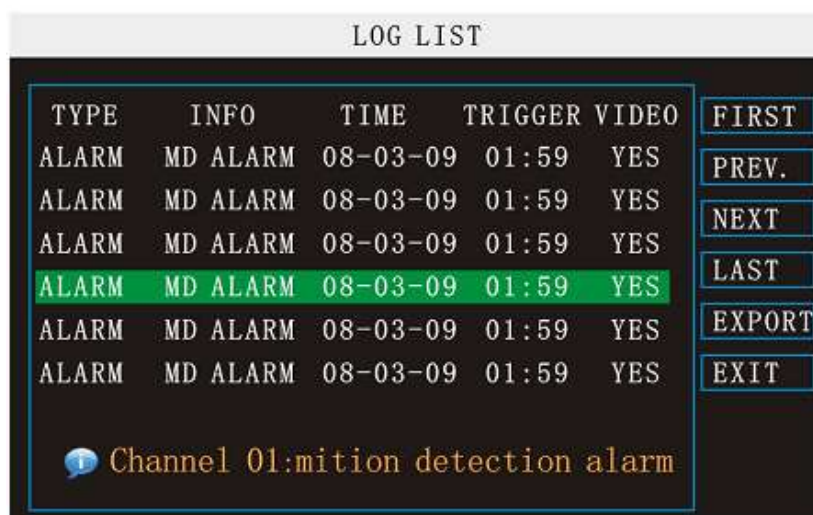 LOG LIST
TYPE INFO TIME TRIGGER VIDEO
ALARM MD ALARM 08-03-09 01:59 YES
ALARM MD ALARM 08-03-09 01:59 YES
ALARM MD ALARM 08-03-09 01:59 YES
ALARM MD ALARM 08-03-09 01:59 YES
ALARM MD ALARM 08-03-09 01:59 YES
ALARM MD ALARM 08-03-09 01:59 YES
Channel 01:mition detection alarm
FIRST
PREV.
NEXT
LAST
EXPORT
EXIT